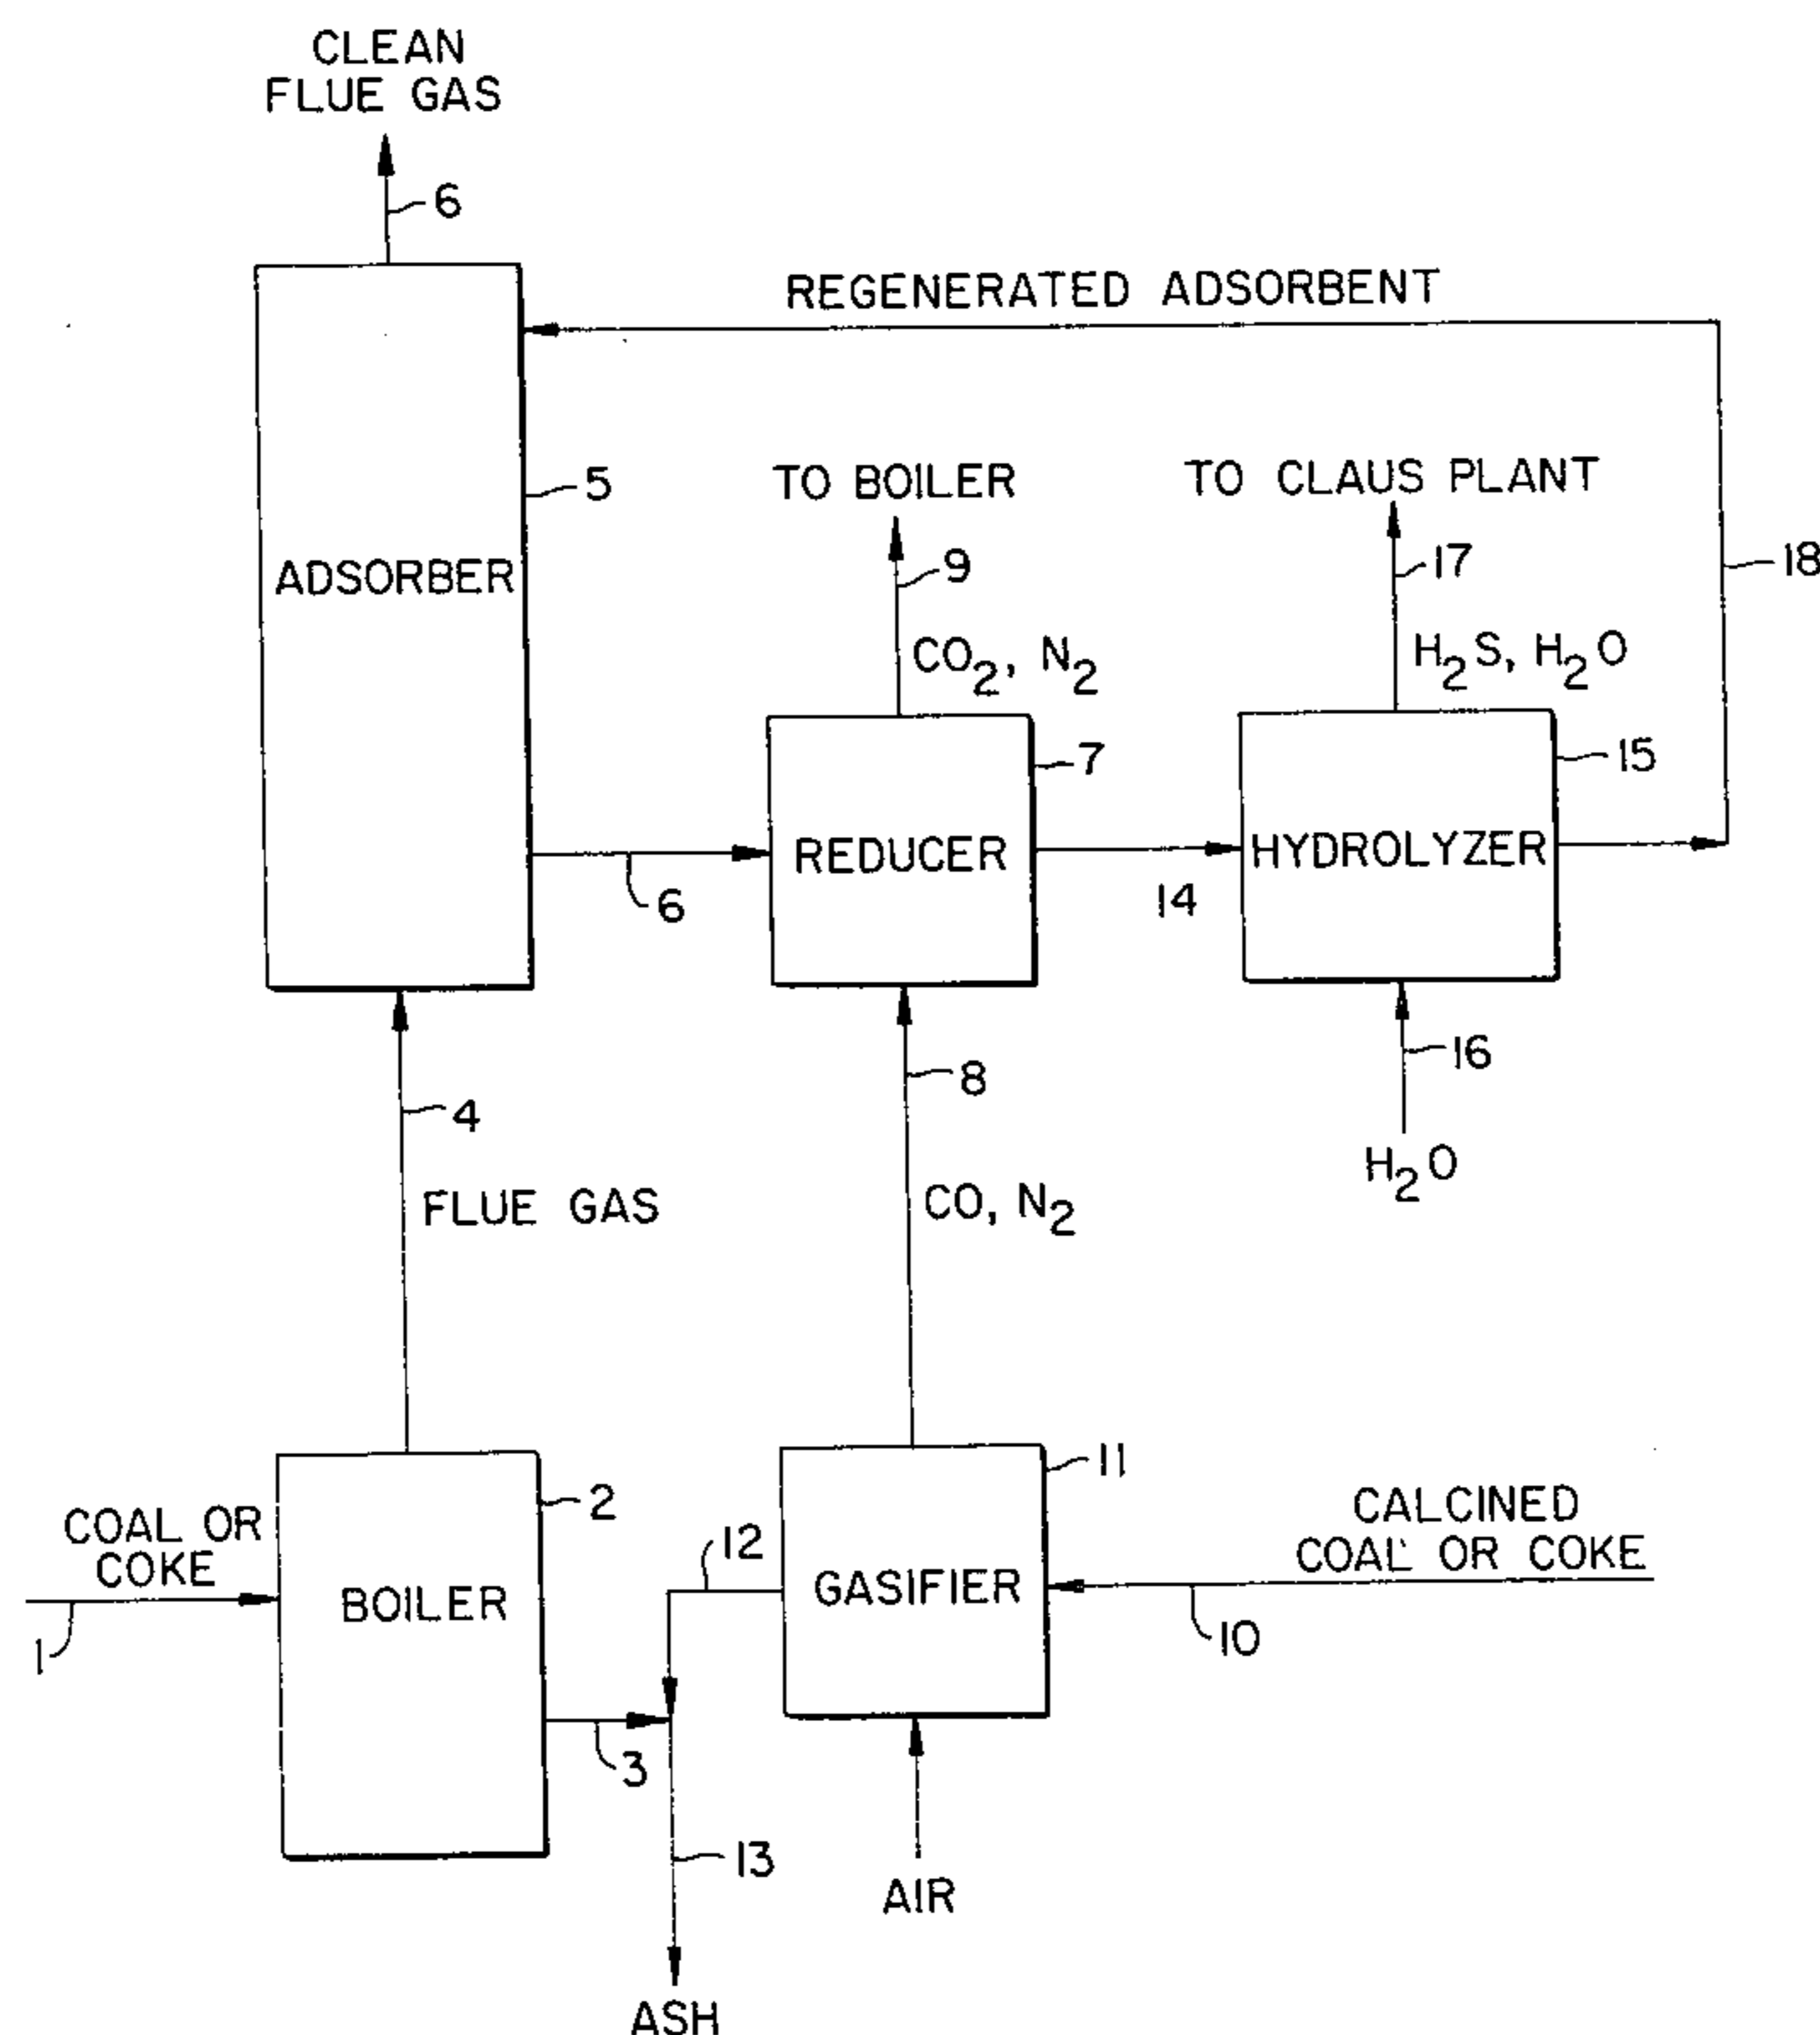 CLEAN
FLUE GAS
6
REGENERATED ADSORBENT
5
TO BOILER
TO CLAUS PLANT
ADSORBER
9
17
18
CO2, N2
H2S, H2O
7
15
REDUCER
HYDROLYZER
6
14
8
16
4
H2O
FLUE GAS
CO, N2
11
2
COAL OR
COKE
CALCINED
COAL OR COKE
12
BOILER
GASIFIER
1
10
3
13
AIR
ASH